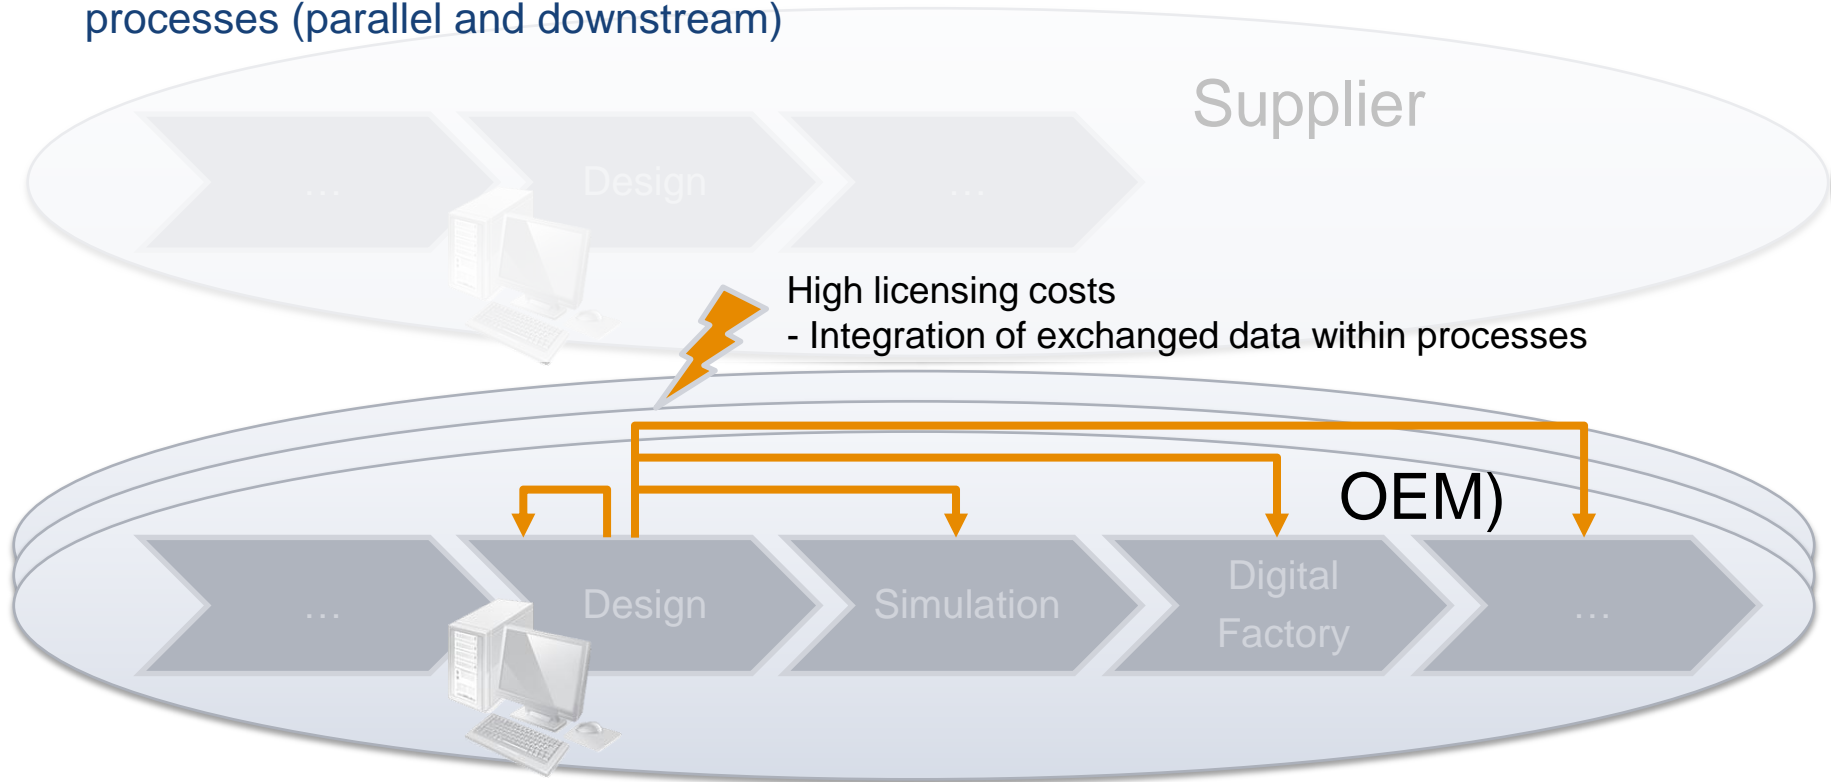 processes (parallel and downstream)
Supplier
…
Design
…
High licensing costs
- Integration of exchanged data within processes
OEM)
…
Design
Simulation
Digital
Factory
…